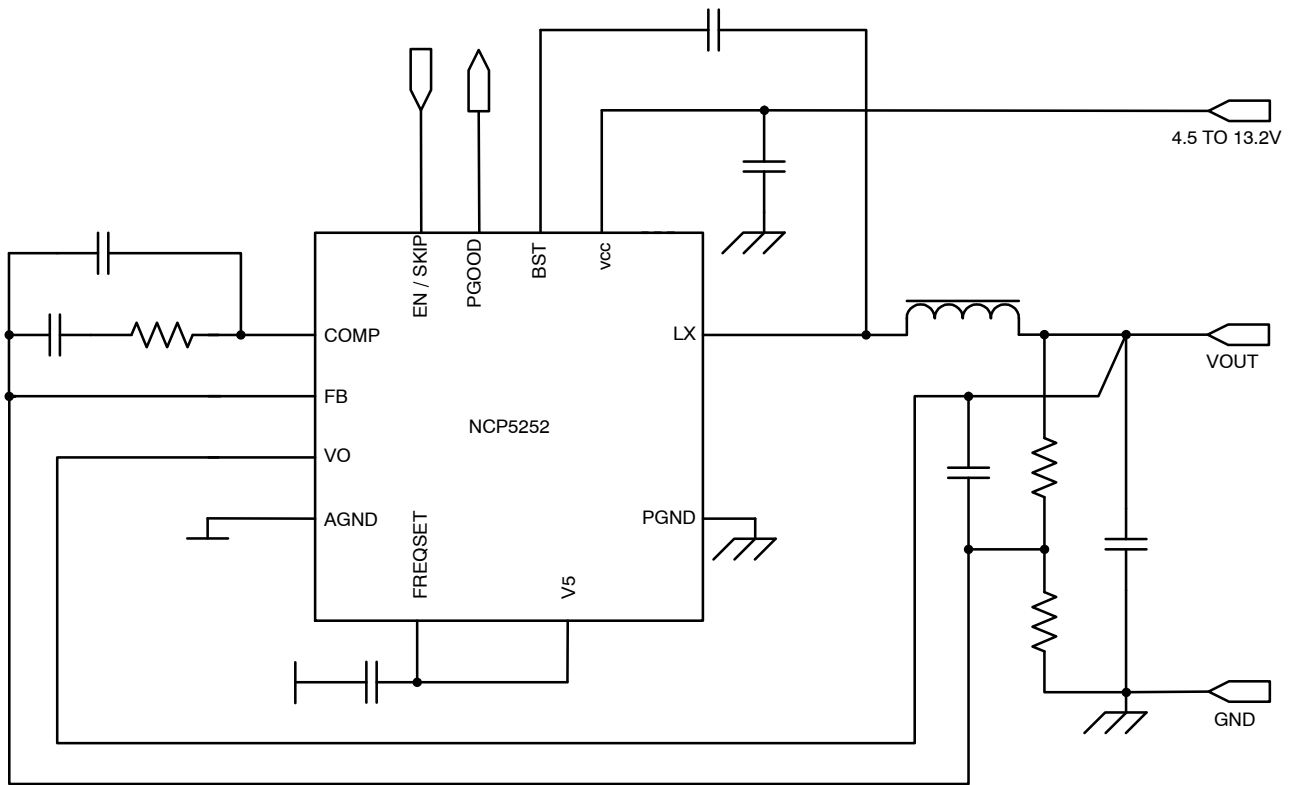 4.5 TO 13.2V
EN / SKIP
PGOOD
BST
vcc
COMP
LX
VOUT
FB
NCP5252
VO
AGND
PGND
FREQSET
V5
GND